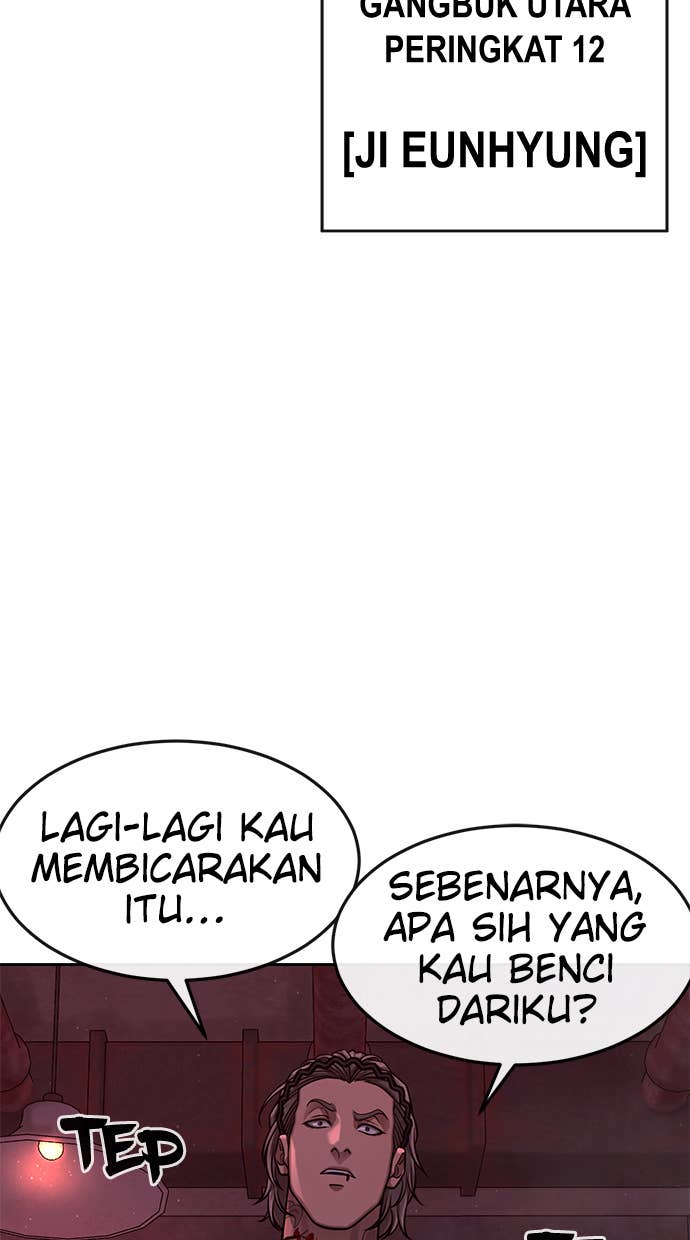 GANGBUK UTARA
PERINGKAT 12
[JI EUNHYUNG]
LAGI-LAGI KAU
MEMBICARAKAN
ITU...
SEBENARNYA,
APA SIH YANG
KAU BENCI
DARIKU?
TEP